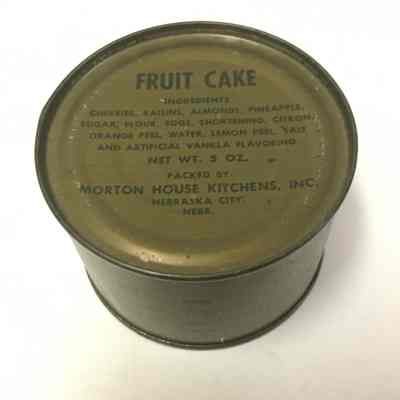 FRUIT CAKE
INGREDIENTS
CHERRIES, RAISINS, ALMONDS, PINEAPPLE,
SUGAR, FLOUR, EGGS, SHORTENING, CITRON,
ORANGE PEEL, WATER, LEMON PEEL, SALT
AND ARTIFICIAL VANILLA FLAVORING
NET WT. 5 OZ.
PACKED BY
MORTON HOUSE KITCHENS, INC.
NEBRASKA CITY,
NEBR.